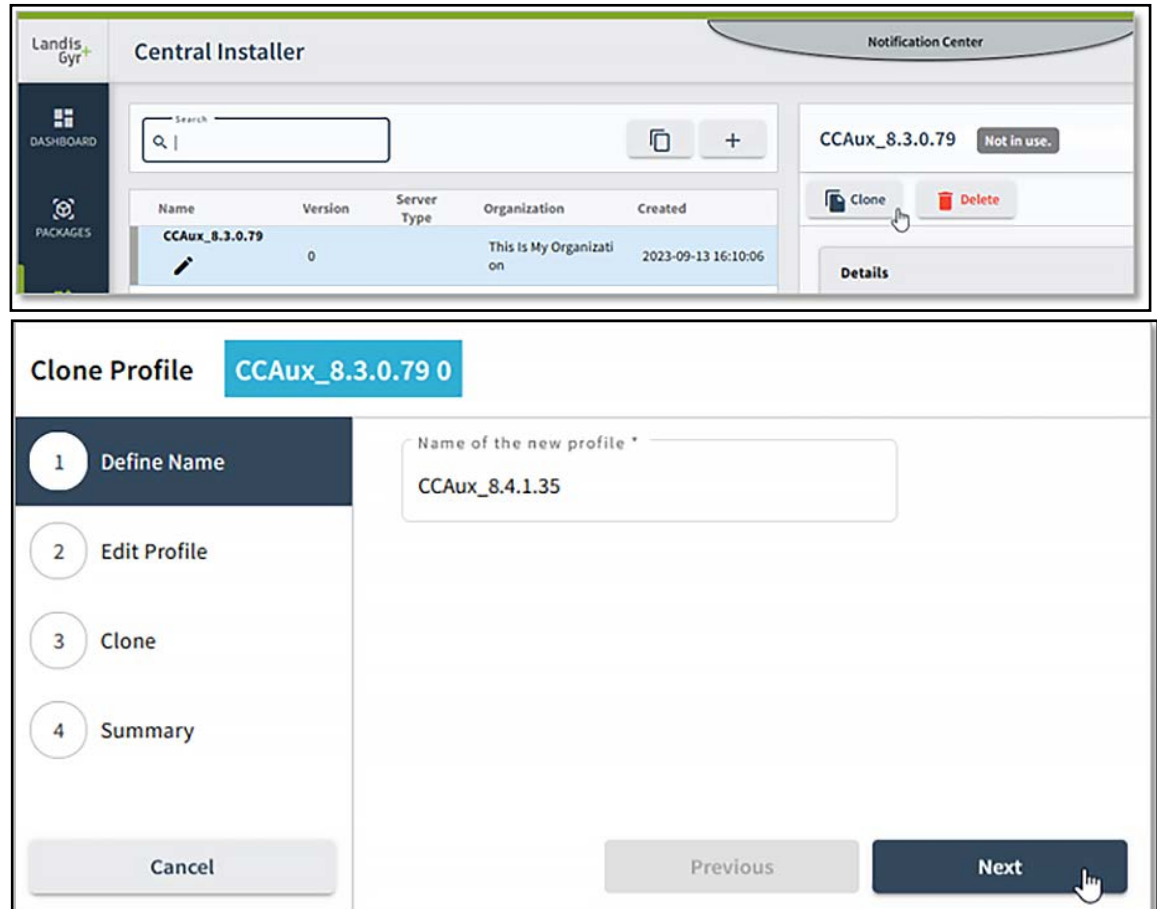 Landis
Gyr+
Central Installer
Notification Center
DASHBOARD
Search
CCAux_8.3.0.79 Not in use.
PACKAGES
Name Version Server Type Organization Created
Clone Delete
CCAux_8.3.0.79
0 This Is My Organizati
on 2023-09-13 16:10:06
Details
Clone Profile CCAux_8.3.0.79 0
1 Define Name
Name of the new profile *
CCAux_8.4.1.35
2 Edit Profile
3 Clone
4 Summary
Cancel Previous Next